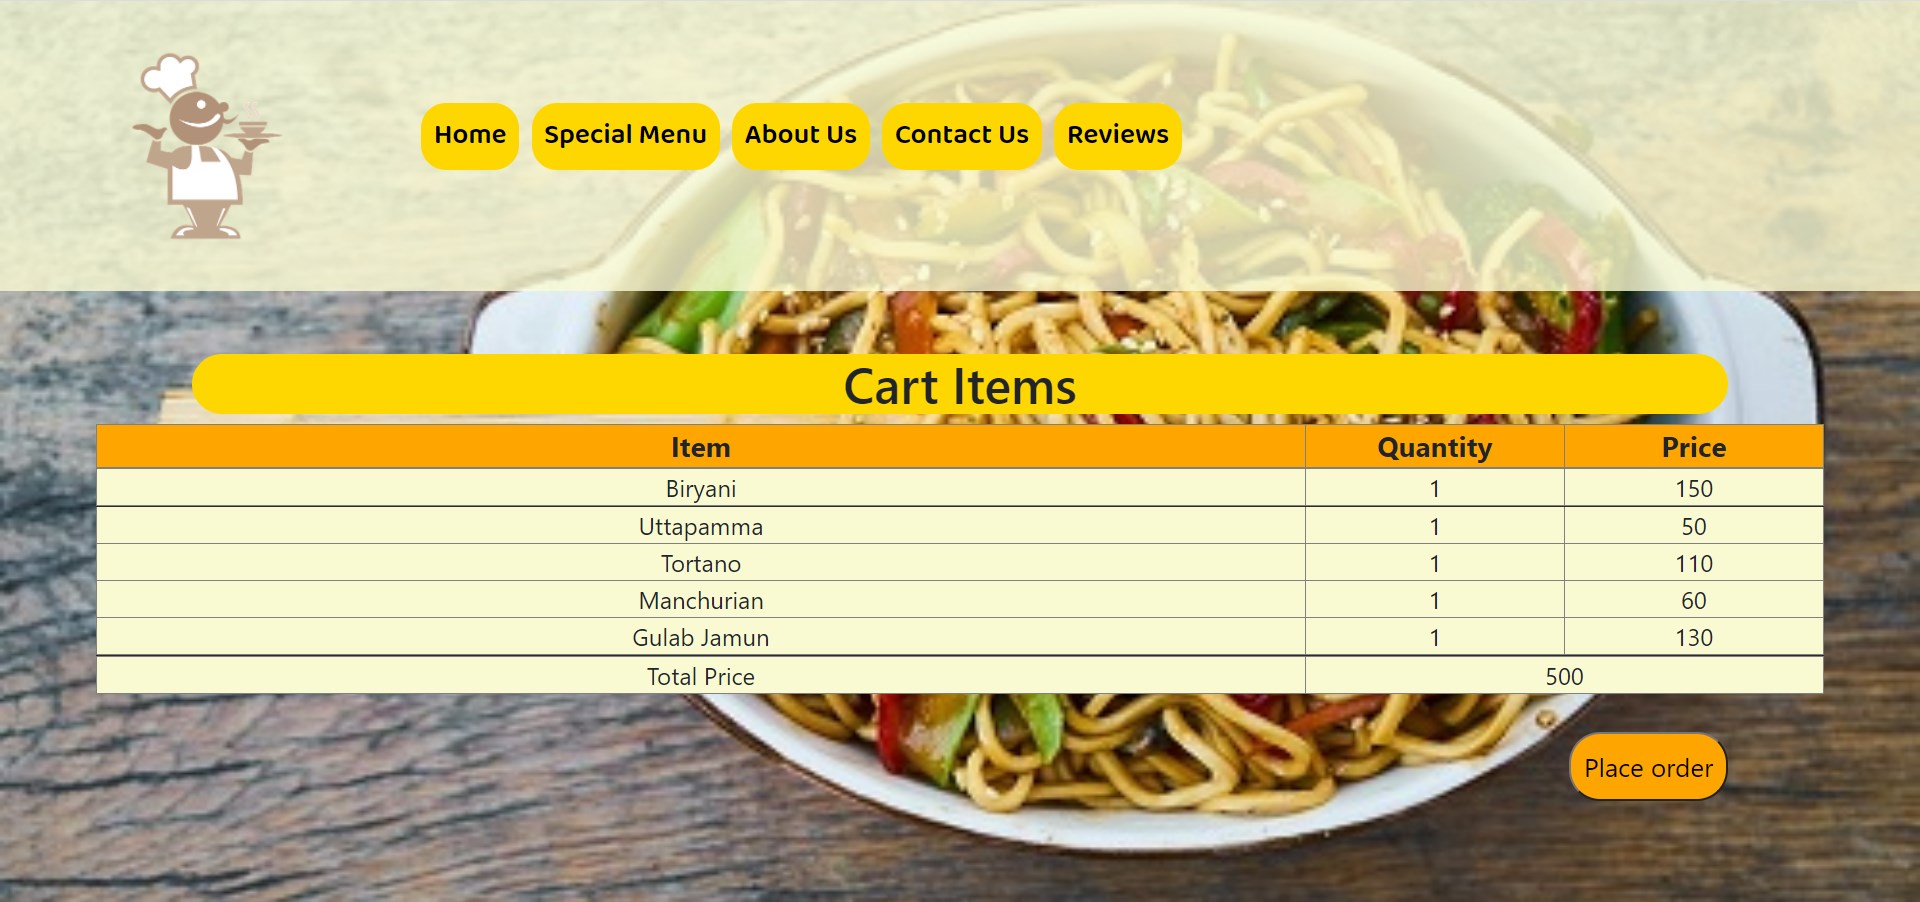 Home Special Menu About Us Contact Us Reviews
Cart Items
Item Quantity Price
Biryani 1 150
Uttapamma 1 50
Tortano 1 110
Manchurian 1 60
Gulab Jamun 1 130
Total Price 500
Place order